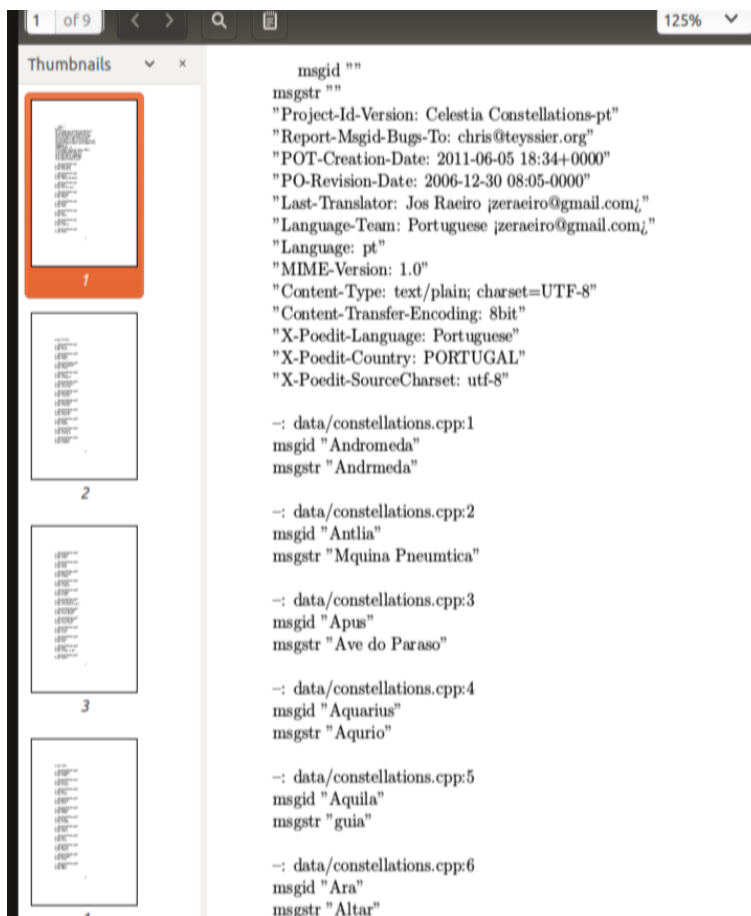 1 of 9
125%
Thumbnails
msgid ""
msgstr ""
"Project-Id-Version: Celestia Constellations-pt"
"Report-Msgid-Bugs-To: chris@teyssier.org"
"POT-Creation-Date: 2011-06-05 18:34+0000"
"PO-Revision-Date: 2006-12-30 08:05-0000"
"Last-Translator: Jos Raeiro ¡zeraeiro@gmail.com¿"
"Language-Team: Portuguese ¡zeraeiro@gmail.com¿"
"Language: pt"
"MIME-Version: 1.0"
"Content-Type: text/plain; charset=UTF-8"
"Content-Transfer-Encoding: 8bit"
"X-Poedit-Language: Portuguese"
"X-Poedit-Country: PORTUGAL"
"X-Poedit-SourceCharset: utf-8"
–: data/constellations.cpp:1
msgid "Andromeda"
msgstr "Andrmeda"
–: data/constellations.cpp:2
msgid "Antlia"
msgstr "Mquina Pneumtica"
–: data/constellations.cpp:3
msgid "Apus"
msgstr "Ave do Paraso"
–: data/constellations.cpp:4
msgid "Aquarius"
msgstr "Aqurio"
–: data/constellations.cpp:5
msgid "Aquila"
msgstr "guia"
–: data/constellations.cpp:6
msgid "Ara"
msgstr "Altar"
1
2
3